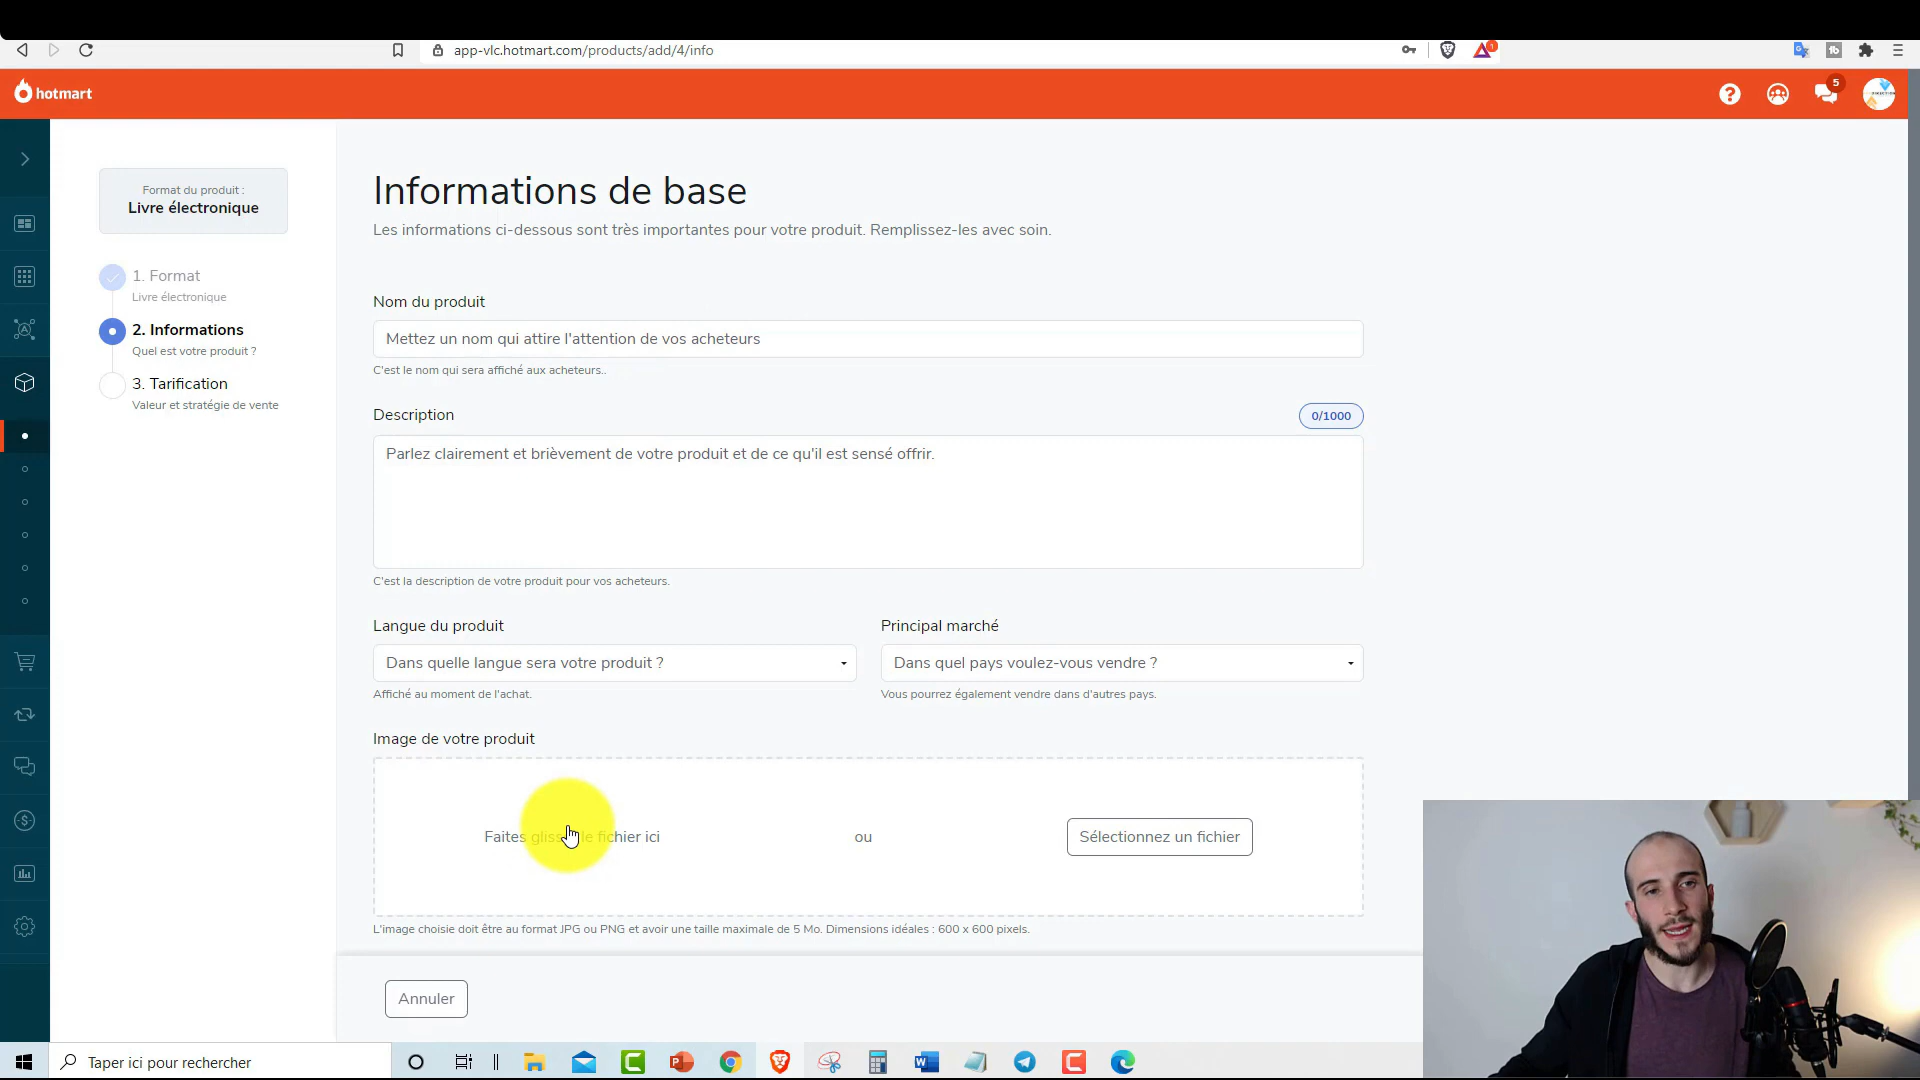 app-vlc.hotmart.com/products/add/4/info
1
hotmart
5
Format du produit :
Livre électronique
1. Format
Livre électronique
2. Informations
Quel est votre produit ?
3. Tarification
Valeur et stratégie de vente
Informations de base
Les informations ci-dessous sont très importantes pour votre produit. Remplissez-les avec soin.
Nom du produit
Mettez un nom qui attire l'attention de vos acheteurs
C'est le nom qui sera affiché aux acheteurs..
Description
0/1000
Parlez clairement et brièvement de votre produit et de ce qu'il est sensé offrir.
C'est la description de votre produit pour vos acheteurs.
Langue du produit
Principal marché
Dans quelle langue sera votre produit ?
Dans quel pays voulez-vous vendre ?
Affiché au moment de l'achat.
Vous pourrez également vendre dans d'autres pays.
Image de votre produit
Faites glisser le fichier ici
ou
Sélectionnez un fichier
L'image choisie doit être au format JPG ou PNG et avoir une taille maximale de 5 Mo. Dimensions idéales : 600 x 600 pixels.
Annuler
Taper ici pour rechercher